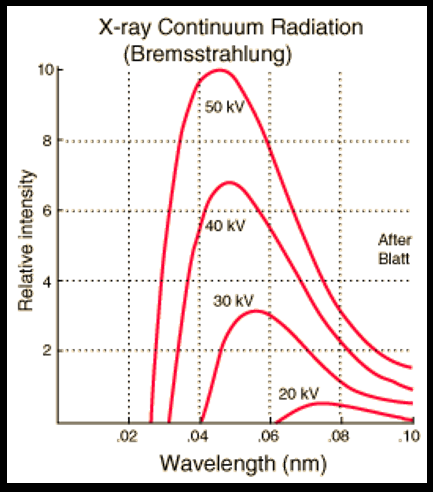 X-ray Continuum Radiation
(Bremsstrahlung)
10
50 kV
8
6
40 kV
After
Blatt
Relative intensity
4
30 kV
2
20 kV
.02 .04 .06 .08 .10
Wavelength (nm)